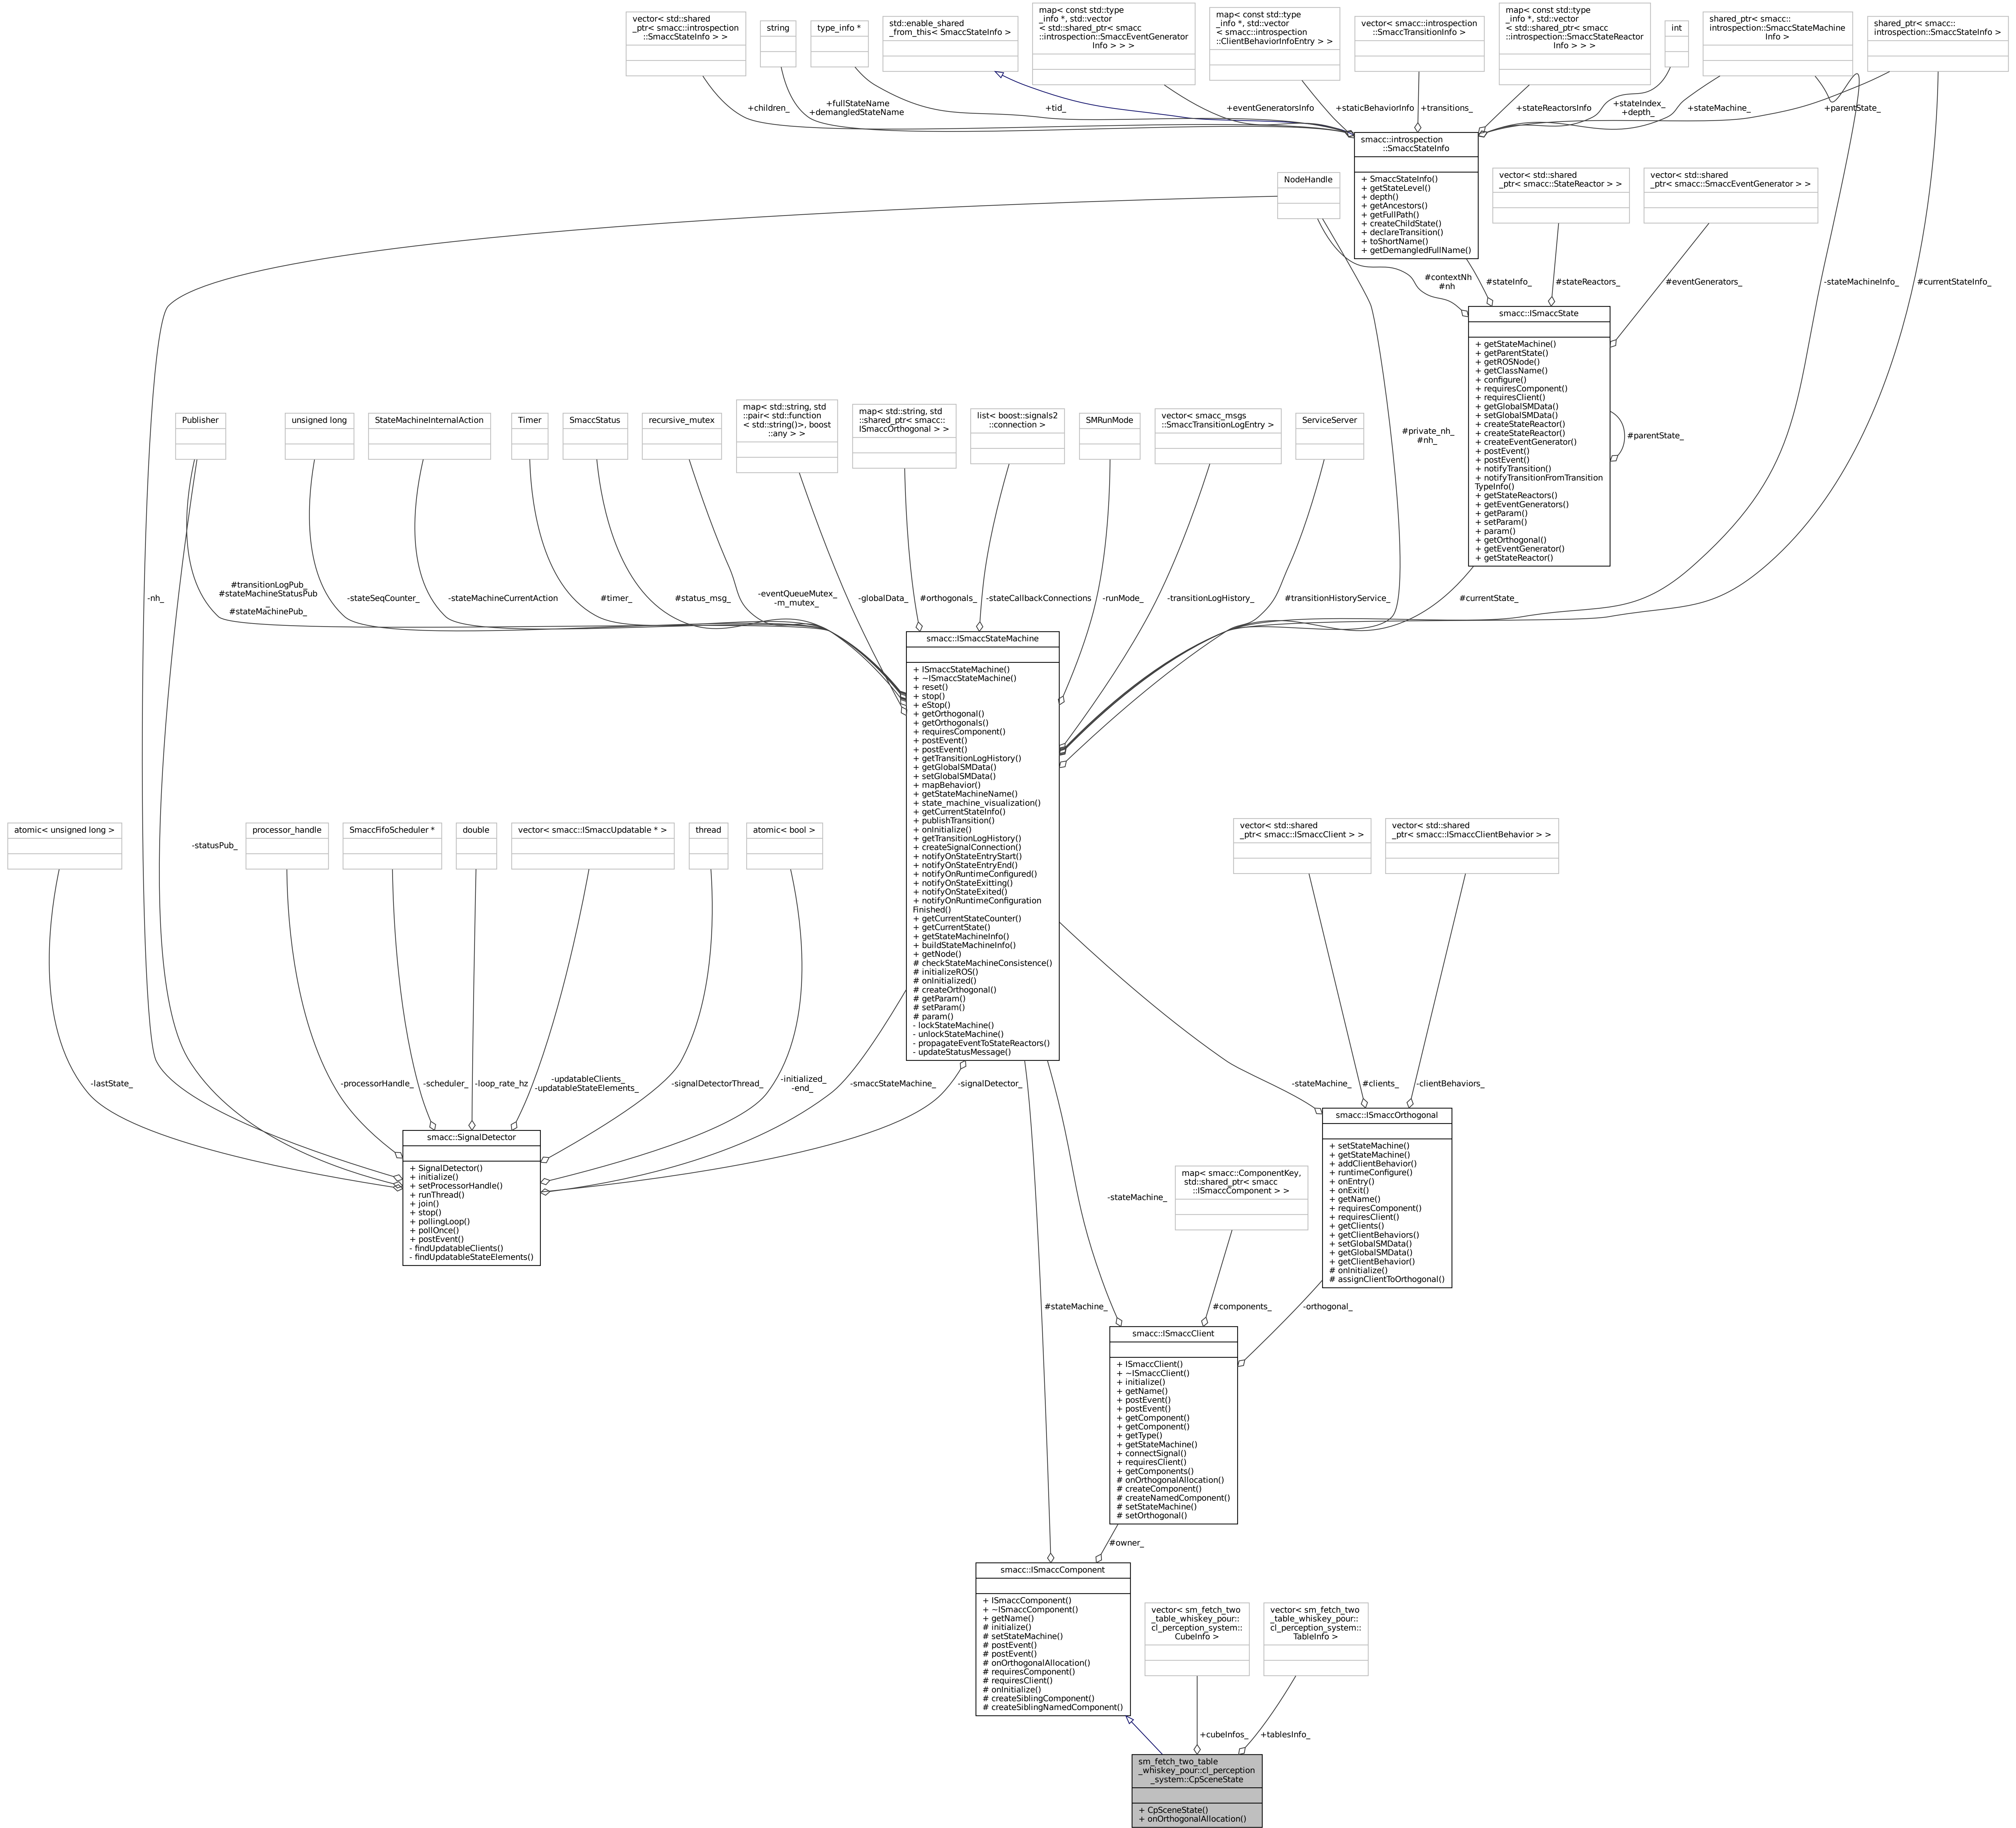 vector< std::shared
_ptr< smacc::introspection
::SmaccStateInfo > >
string
type_info *
std::enable_shared
_from_this< SmaccStateInfo >
map< const std::type
_info *, std::vector
< std::shared_ptr< smacc
::introspection::SmaccEventGenerator
Info > > >
map< const std::type
_info *, std::vector
< smacc::introspection
::ClientBehaviorInfoEntry > >
vector< smacc::introspection
::SmaccTransitionInfo >
map< const std::type
_info *, std::vector
< std::shared_ptr< smacc
::introspection::SmaccStateReactor
Info > > >
int
shared_ptr< smacc::
introspection::SmaccStateMachine
Info >
shared_ptr< smacc::
introspection::SmaccStateInfo >
+children_
+fullStateName
+demangledStateName
+tid_
+eventGeneratorsInfo
+staticBehaviorInfo
+transitions_
+stateReactorsInfo
+stateIndex_
+depth_
+stateMachine_
+parentState_
smacc::introspection
::SmaccStateInfo
+ SmaccStateInfo()
+ getStateLevel()
+ depth()
+ getAncestors()
+ getFullPath()
+ createChildState()
+ declareTransition()
+ toShortName()
+ getDemangledFullName()
NodeHandle
vector< std::shared
_ptr< smacc::StateReactor > >
vector< std::shared
_ptr< smacc::SmaccEventGenerator > >
#contextNh
#nh
#stateInfo_
#stateReactors_
#eventGenerators_
-stateMachineInfo_
#currentStateInfo_
smacc::ISmaccState
+ getStateMachine()
+ getParentState()
+ getROSNode()
+ getClassName()
+ configure()
+ requiresComponent()
+ requiresClient()
+ getGlobalSMData()
+ setGlobalSMData()
+ createStateReactor()
+ createStateReactor()
+ createEventGenerator()
+ postEvent()
+ postEvent()
+ notifyTransition()
+ notifyTransitionFromTransition
TypeInfo()
+ getStateReactors()
+ getEventGenerators()
+ getParam()
+ setParam()
+ param()
+ getOrthogonal()
+ getEventGenerator()
+ getStateReactor()
#parentState_
Publisher
unsigned long
StateMachineInternalAction
Timer
SmaccStatus
recursive_mutex
map< std::string, std
::pair< std::function
< std::string()>, boost
::any > >
map< std::string, std
::shared_ptr< smacc::
ISmaccOrthogonal > >
list< boost::signals2
::connection >
SMRunMode
vector< smacc_msgs
::SmaccTransitionLogEntry >
ServiceServer
#private_nh_
#nh_
-nh_
#transitionLogPub_
#stateMachineStatusPub
_
#stateMachinePub_
-stateSeqCounter_
-stateMachineCurrentAction
#timer_
#status_msg_
-eventQueueMutex_
-m_mutex_
-globalData_
#orthogonals_
-stateCallbackConnections
-runMode_
-transitionLogHistory_
#transitionHistoryService_
#currentState_
smacc::ISmaccStateMachine
+ ISmaccStateMachine()
+ ~ISmaccStateMachine()
+ reset()
+ stop()
+ eStop()
+ getOrthogonal()
+ getOrthogonals()
+ requiresComponent()
+ postEvent()
+ postEvent()
+ getTransitionLogHistory()
+ getGlobalSMData()
+ setGlobalSMData()
+ mapBehavior()
+ getStateMachineName()
+ state_machine_visualization()
+ getCurrentStateInfo()
+ publishTransition()
+ onInitialize()
+ getTransitionLogHistory()
+ createSignalConnection()
+ notifyOnStateEntryStart()
+ notifyOnStateEntryEnd()
+ notifyOnRuntimeConfigured()
+ notifyOnStateExitting()
+ notifyOnStateExited()
+ notifyOnRuntimeConfiguration
Finished()
+ getCurrentStateCounter()
+ getCurrentState()
+ getStateMachineInfo()
+ buildStateMachineInfo()
+ getNode()
# checkStateMachineConsistence()
# initializeROS()
# onInitialized()
# createOrthogonal()
# getParam()
# setParam()
# param()
- lockStateMachine()
- unlockStateMachine()
- propagateEventToStateReactors()
- updateStatusMessage()
atomic< unsigned long >
-statusPub_
processor_handle
SmaccFifoScheduler *
double
vector< smacc::ISmaccUpdatable * >
thread
atomic< bool >
vector< std::shared
_ptr< smacc::ISmaccClient > >
vector< std::shared
_ptr< smacc::ISmaccClientBehavior > >
-lastState_
-processorHandle_
-scheduler_
-loop_rate_hz
-updatableClients_
-updatableStateElements_
-signalDetectorThread_
-initialized_
-end_
-smaccStateMachine_
-signalDetector_
-stateMachine_
#clients_
-clientBehaviors_
smacc::SignalDetector
+ SignalDetector()
+ initialize()
+ setProcessorHandle()
+ runThread()
+ join()
+ stop()
+ pollingLoop()
+ pollOnce()
+ postEvent()
- findUpdatableClients()
- findUpdatableStateElements()
smacc::ISmaccOrthogonal
+ setStateMachine()
+ getStateMachine()
+ addClientBehavior()
+ runtimeConfigure()
+ onEntry()
+ onExit()
+ getName()
+ requiresComponent()
+ requiresClient()
+ getClients()
+ getClientBehaviors()
+ setGlobalSMData()
+ getGlobalSMData()
+ getClientBehavior()
# onInitialize()
# assignClientToOrthogonal()
-stateMachine_
map< smacc::ComponentKey,
std::shared_ptr< smacc
::ISmaccComponent > >
#stateMachine_
#components_
-orthogonal_
smacc::ISmaccClient
+ ISmaccClient()
+ ~ISmaccClient()
+ initialize()
+ getName()
+ postEvent()
+ postEvent()
+ getComponent()
+ getComponent()
+ getType()
+ getStateMachine()
+ connectSignal()
+ requiresClient()
+ getComponents()
# onOrthogonalAllocation()
# createComponent()
# createNamedComponent()
# setStateMachine()
# setOrthogonal()
#owner_
smacc::ISmaccComponent
+ ISmaccComponent()
+ ~ISmaccComponent()
+ getName()
# initialize()
# setStateMachine()
# postEvent()
# postEvent()
# onOrthogonalAllocation()
# requiresComponent()
# requiresClient()
# onInitialize()
# createSiblingComponent()
# createSiblingNamedComponent()
vector< sm_fetch_two
_table_whiskey_pour::
cl_perception_system::
CubeInfo >
vector< sm_fetch_two
_table_whiskey_pour::
cl_perception_system::
TableInfo >
+cubeInfos_
+tablesInfo_
sm_fetch_two_table
_whiskey_pour::cl_perception
_system::CpSceneState
+ CpSceneState()
+ onOrthogonalAllocation()